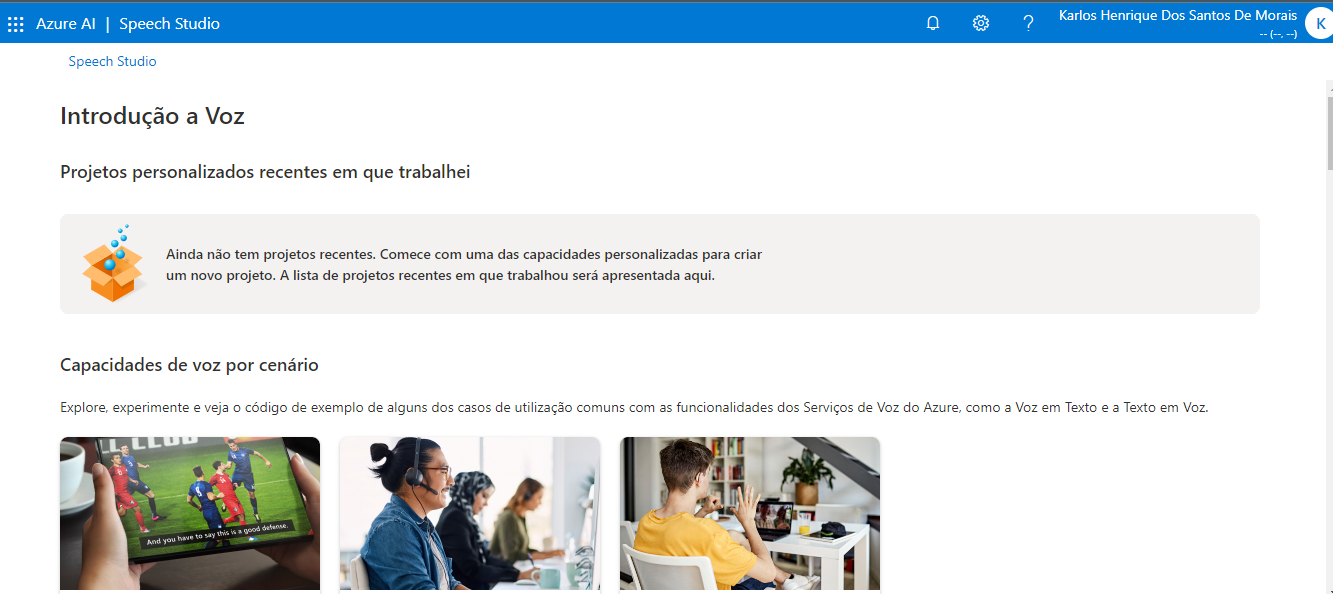 Azure AI | Speech Studio
Karlos Henrique Dos Santos De Morais
-- (--, --)
K
Speech Studio
Introdução a Voz
Projetos personalizados recentes em que trabalhei
Ainda não tem projetos recentes. Comece com uma das capacidades personalizadas para criar
um novo projeto. A lista de projetos recentes em que trabalhou será apresentada aqui.
Capacidades de voz por cenário
Explore, experimente e veja o código de exemplo de alguns dos casos de utilização comuns com as funcionalidades dos Serviços de Voz do Azure, como a Voz em Texto e a Texto em Voz.
CLUB
And you have to say this is a good defense.